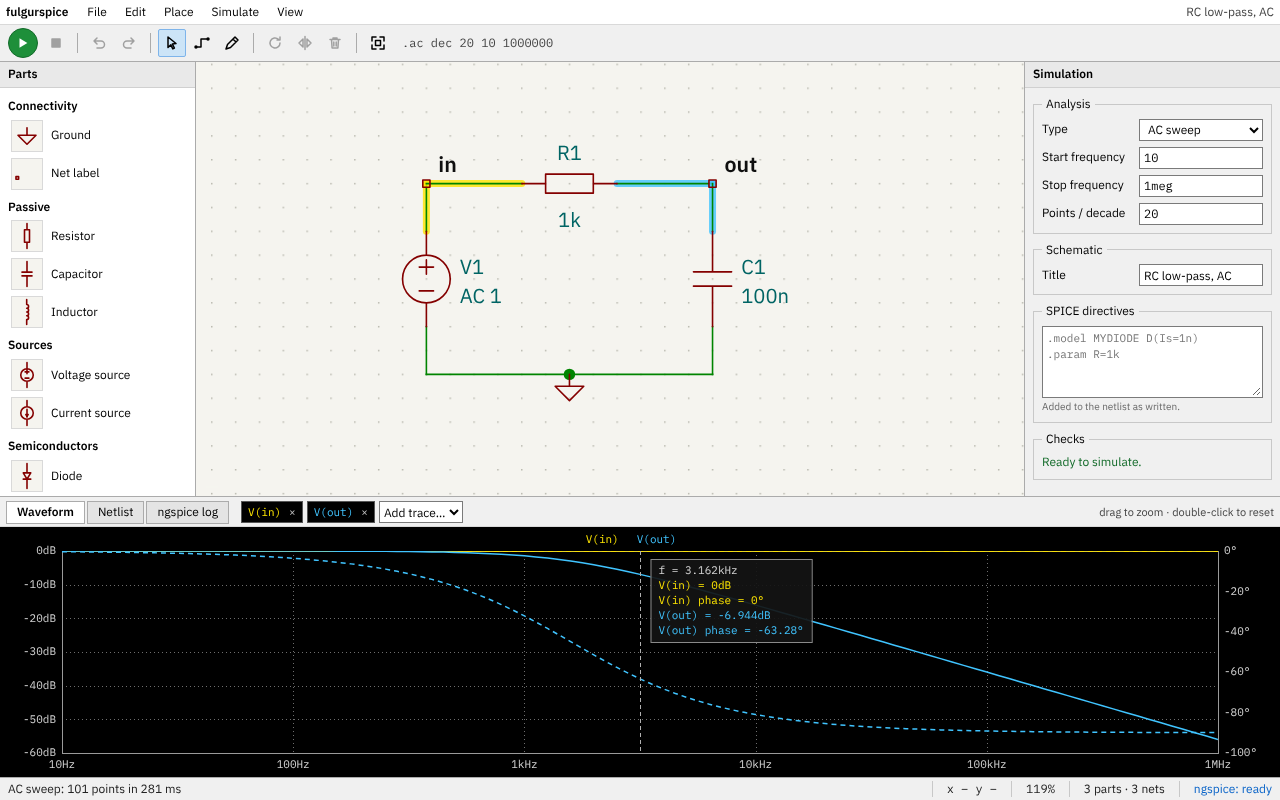 fulgurspice File Edit Place Simulate View RC low-pass, AC
.ac dec 20 10 1000000
Parts
Connectivity
Ground
Net label
Passive
Resistor
Capacitor
Inductor
Sources
Voltage source
Current source
Semiconductors
Diode
in
R1
out
1k
V1
AC 1
C1
100n
Simulation
Analysis
Type AC sweep
Start frequency 10
Stop frequency 1meg
Points / decade 20
Schematic
Title RC low-pass, AC
SPICE directives
.model MYDIODE D(Is=1n)
.param R=1k
Added to the netlist as written.
Checks
Ready to simulate.
Waveform Netlist ngspice log V(in) × V(out) × Add trace... drag to zoom · double-click to reset
V(in) V(out)
0dB
-10dB
-20dB
-30dB
-40dB
-50dB
-60dB
f = 3.162kHz
V(in) = 0dB
V(in) phase = 0°
V(out) = -6.944dB
V(out) phase = -63.28°
0°
-20°
-40°
-60°
-80°
-100°
10Hz 100Hz 1kHz 10kHz 100kHz 1MHz
AC sweep: 101 points in 281 ms x – y – 119% 3 parts · 3 nets ngspice: ready